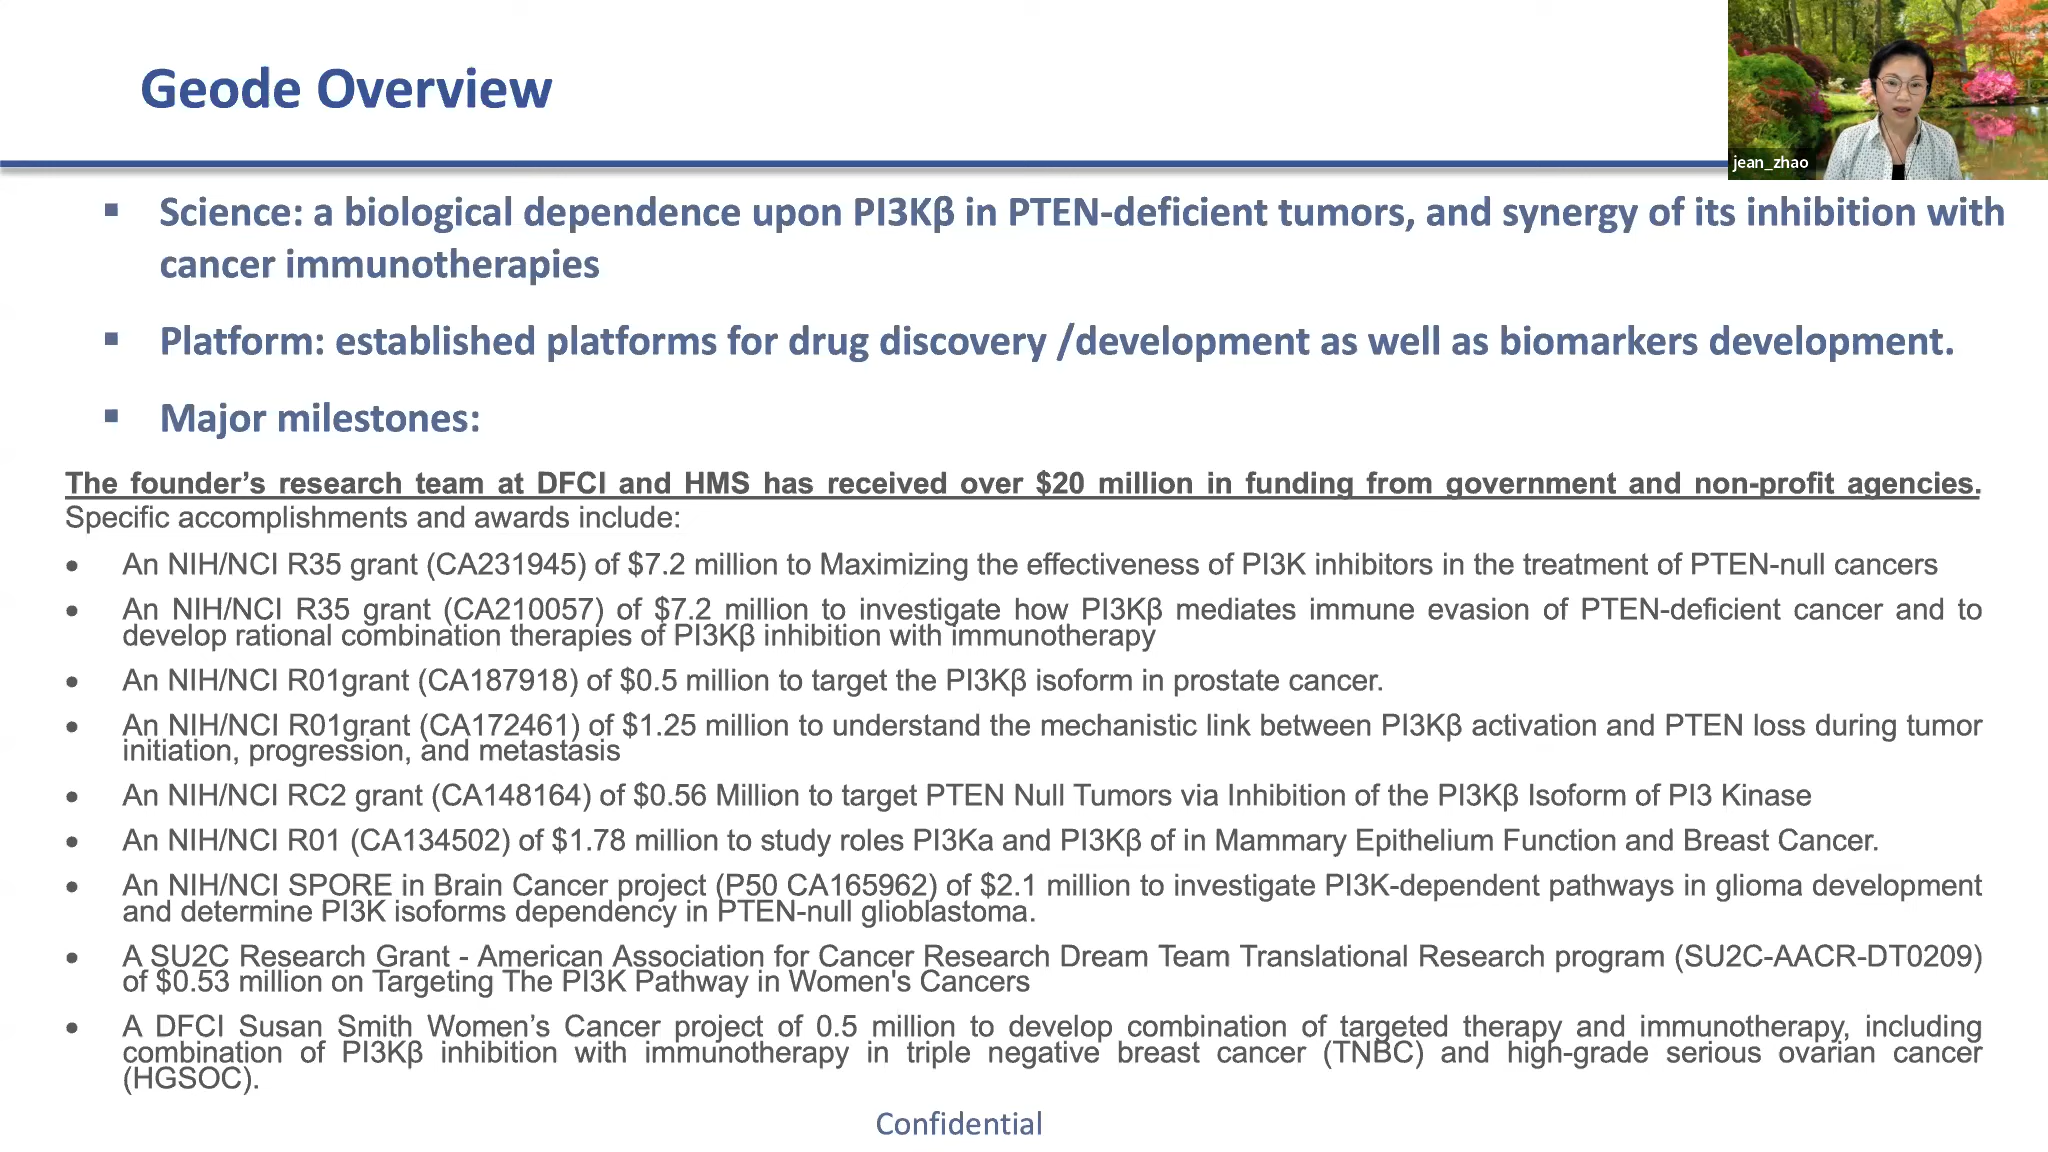 Geode Overview
jean_zhao
▪ Science: a biological dependence upon PI3Kβ in PTEN-deficient tumors, and synergy of its inhibition with
cancer immunotherapies
▪ Platform: established platforms for drug discovery /development as well as biomarkers development.
▪ Major milestones:
The founder’s research team at DFCI and HMS has received over $20 million in funding from government and non-profit agencies.
Specific accomplishments and awards include:
• An NIH/NCI R35 grant (CA231945) of $7.2 million to Maximizing the effectiveness of PI3K inhibitors in the treatment of PTEN-null cancers
• An NIH/NCI R35 grant (CA210057) of $7.2 million to investigate how PI3Kβ mediates immune evasion of PTEN-deficient cancer and to
develop rational combination therapies of PI3Kβ inhibition with immunotherapy
• An NIH/NCI R01grant (CA187918) of $0.5 million to target the PI3Kβ isoform in prostate cancer.
• An NIH/NCI R01grant (CA172461) of $1.25 million to understand the mechanistic link between PI3Kβ activation and PTEN loss during tumor
initiation, progression, and metastasis
• An NIH/NCI RC2 grant (CA148164) of $0.56 Million to target PTEN Null Tumors via Inhibition of the PI3Kβ Isoform of PI3 Kinase
• An NIH/NCI R01 (CA134502) of $1.78 million to study roles PI3Ka and PI3Kβ of in Mammary Epithelium Function and Breast Cancer.
• An NIH/NCI SPORE in Brain Cancer project (P50 CA165962) of $2.1 million to investigate PI3K-dependent pathways in glioma development
and determine PI3K isoforms dependency in PTEN-null glioblastoma.
• A SU2C Research Grant - American Association for Cancer Research Dream Team Translational Research program (SU2C-AACR-DT0209)
of $0.53 million on Targeting The PI3K Pathway in Women's Cancers
• A DFCI Susan Smith Women’s Cancer project of 0.5 million to develop combination of targeted therapy and immunotherapy, including
combination of PI3Kβ inhibition with immunotherapy in triple negative breast cancer (TNBC) and high-grade serious ovarian cancer
(HGSOC).
Confidential